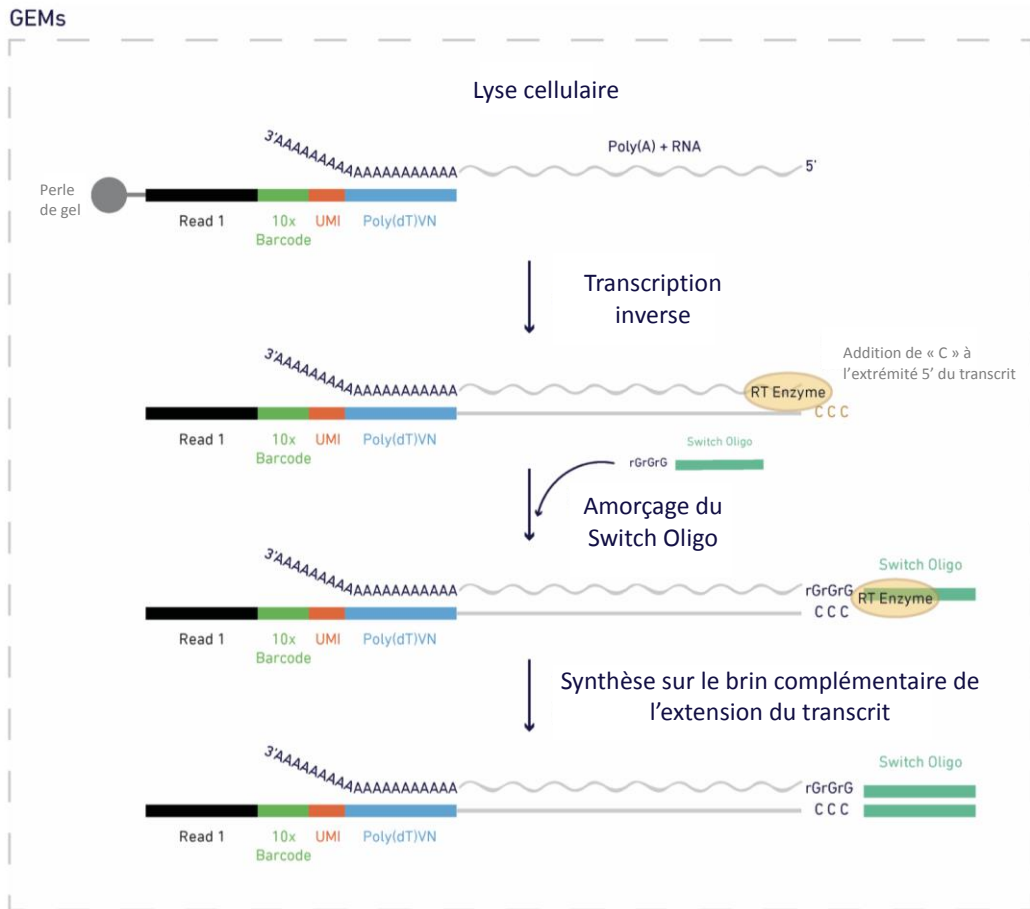 GEMs
Lyse cellulaire
3'AAAAAAAAAAAAAAAAAAAA
Poly(A) + RNA
5'
Perle
de gel
Read 1
10x
Barcode
UMI
Poly(dT)VN
Transcription
inverse
Addition de « C » à
l'extrémité 5' du transcrit
3'AAAAAAAAAAAAAAAAAAAA
RT Enzyme
C C C
Read 1
10x
Barcode
UMI
Poly(dT)VN
Switch Oligo
rGrGrG
Amorçage du
Switch Oligo
Switch Oligo
3'AAAAAAAAAAAAAAAAAAAA
rGrGrG
RT Enzyme
C C C
Read 1
10x
Barcode
UMI
Poly(dT)VN
Synthèse sur le brin complémentaire de
l'extension du transcrit
Switch Oligo
3'AAAAAAAAAAAAAAAAAAAA
rGrGrG
C C C
Read 1
10x
Barcode
UMI
Poly(dT)VN